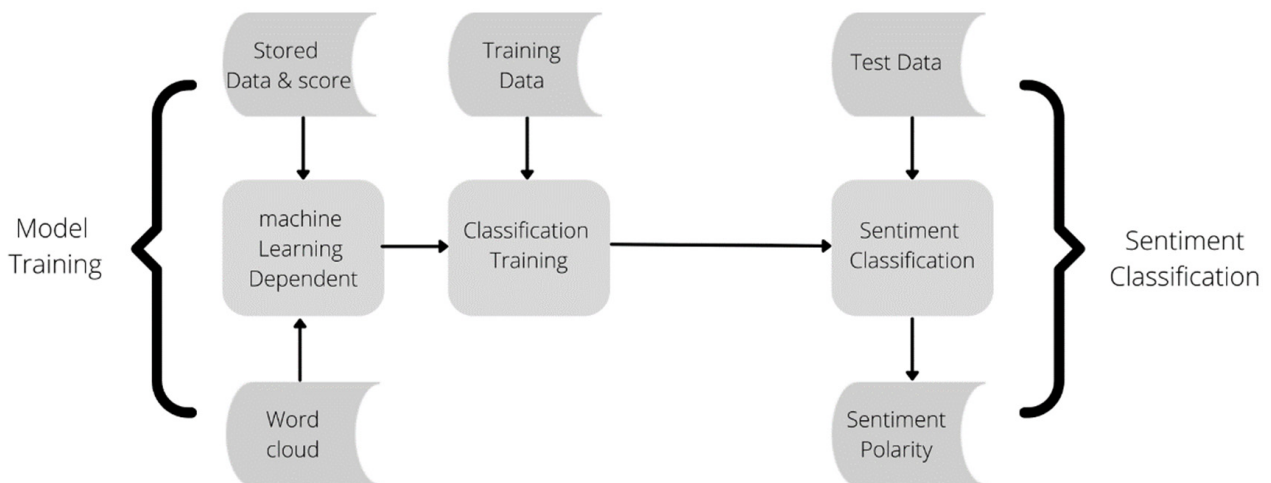 Stored
Data & score
Training
Data
Test Data
Model
Training
machine
Learning
Dependent
Classification
Training
Sentiment
Classification
Sentiment
Classification
Word
cloud
Sentiment
Polarity